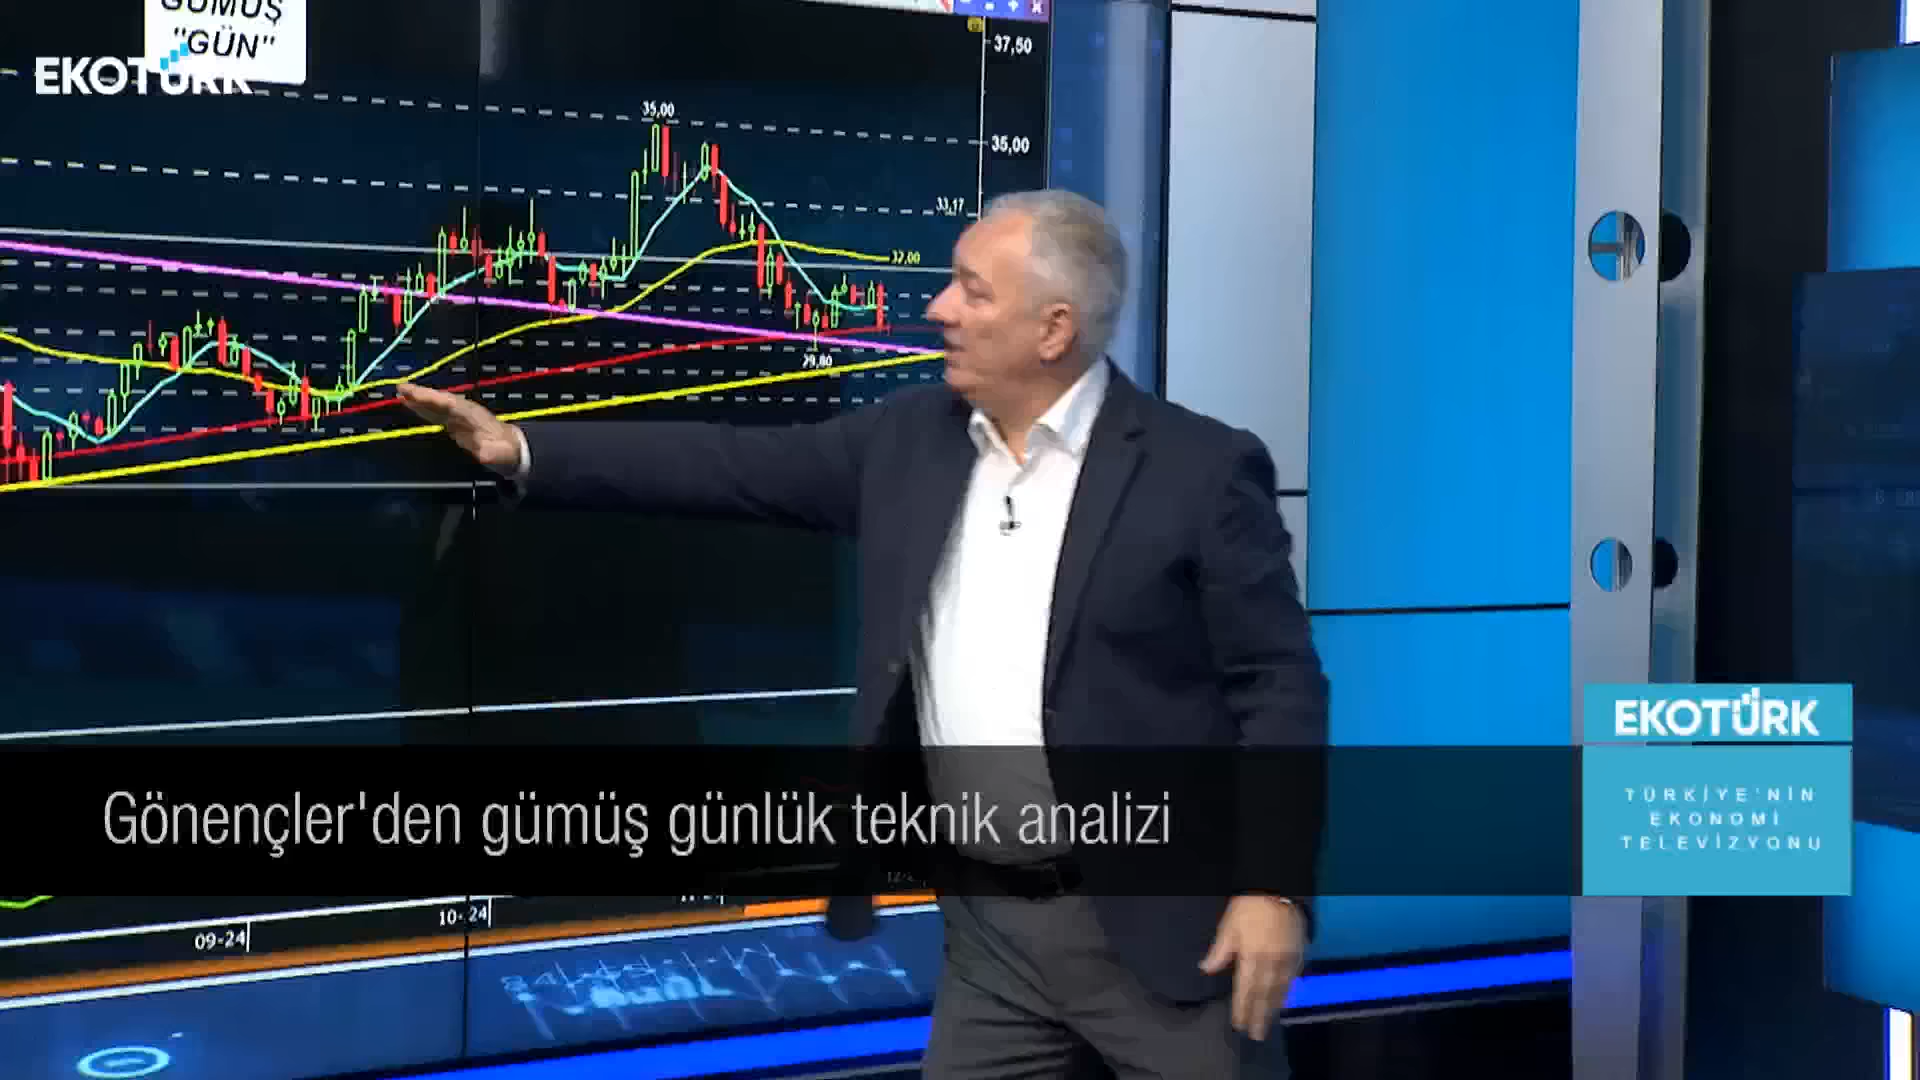 GÜMÜŞ
"GÜN"
EKOTÜRK
37,50
35,00
35,00
33,17
32,00
29,80
EKOTÜRK
Gönençler'den gümüş günlük teknik analizi
TÜRKİYE'NİN
EKONOMİ
TELEVİZYONU
09-24
10-24